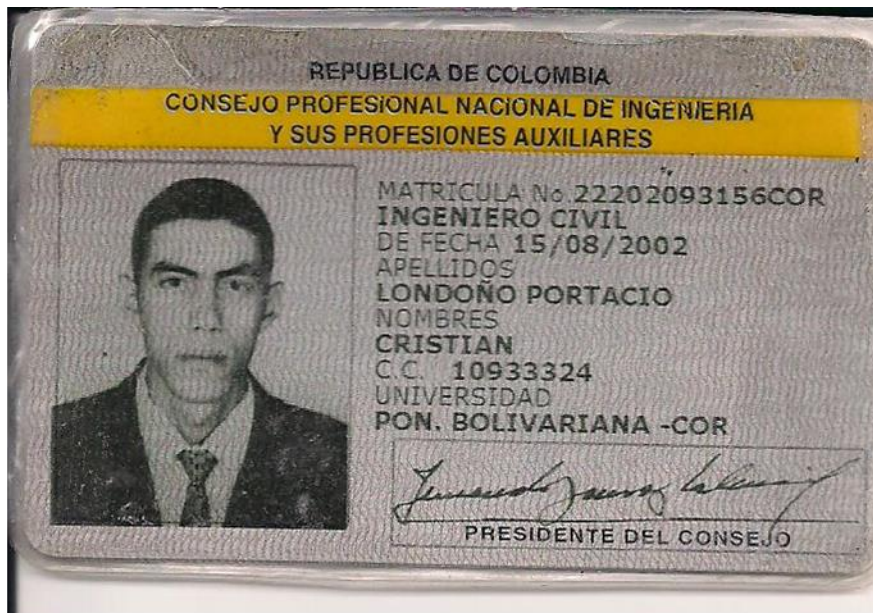 REPUBLICA DE COLOMBIA
CONSEJO PROFESIONAL NACIONAL DE INGENIERIA
Y SUS PROFESIONES AUXILIARES
MATRICULA No 22202093156COR
INGENIERO CIVIL
DE FECHA 15/08/2002
APELLIDOS
LONDOÑO PORTACIO
NOMBRES
CRISTIAN
C.C. 10933324
UNIVERSIDAD
PON. BOLIVARIANA -COR
PRESIDENTE DEL CONSEJO